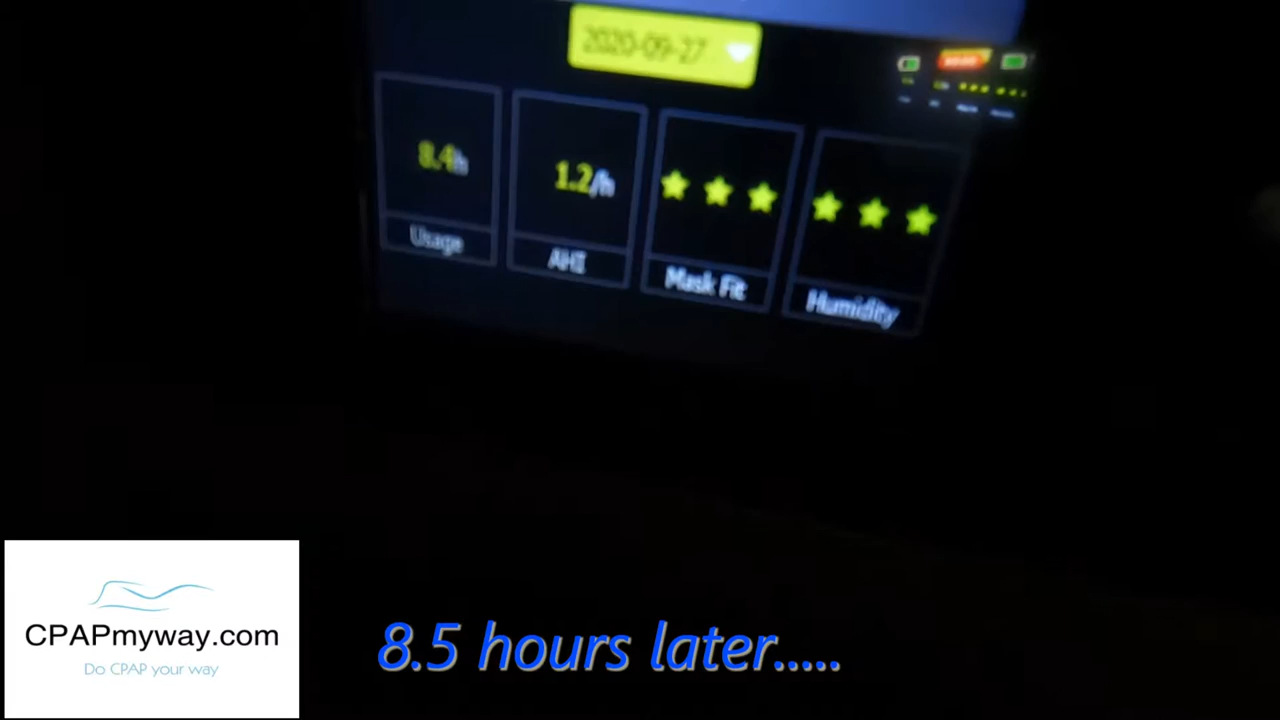 2020-09-27
8.4h
1.2/h
Usage
AHI
Mask Fit
Humidity
CPAPmyway.com
Do CPAP your way
8.5 hours later.....